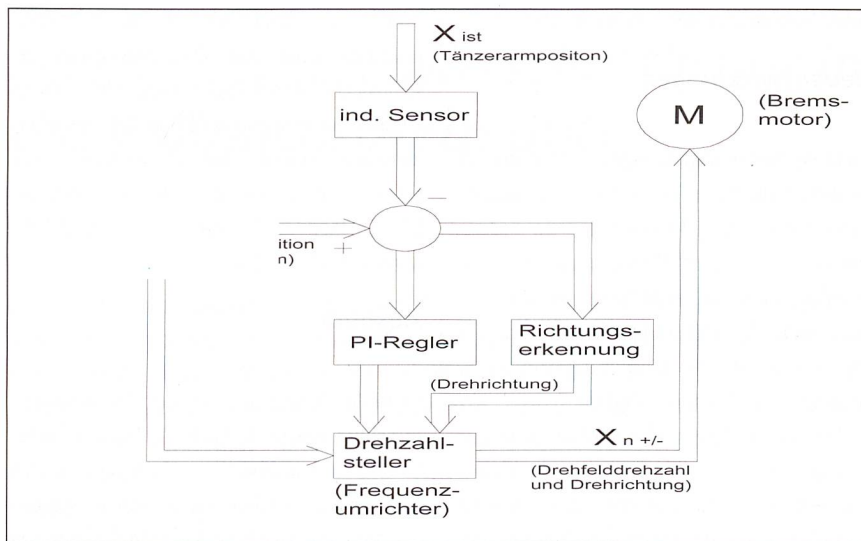 X ist
(Tänzerarmpositon)
ind. Sensor
M
(Brems-
motor)
−
+
ition
n)
PI-Regler
Richtungs-
erkennung
(Drehrichtung)
Drehzahl-
steller
(Frequenz-
umrichter)
X n +/-
(Drehfelddrehzahl
und Drehrichtung)